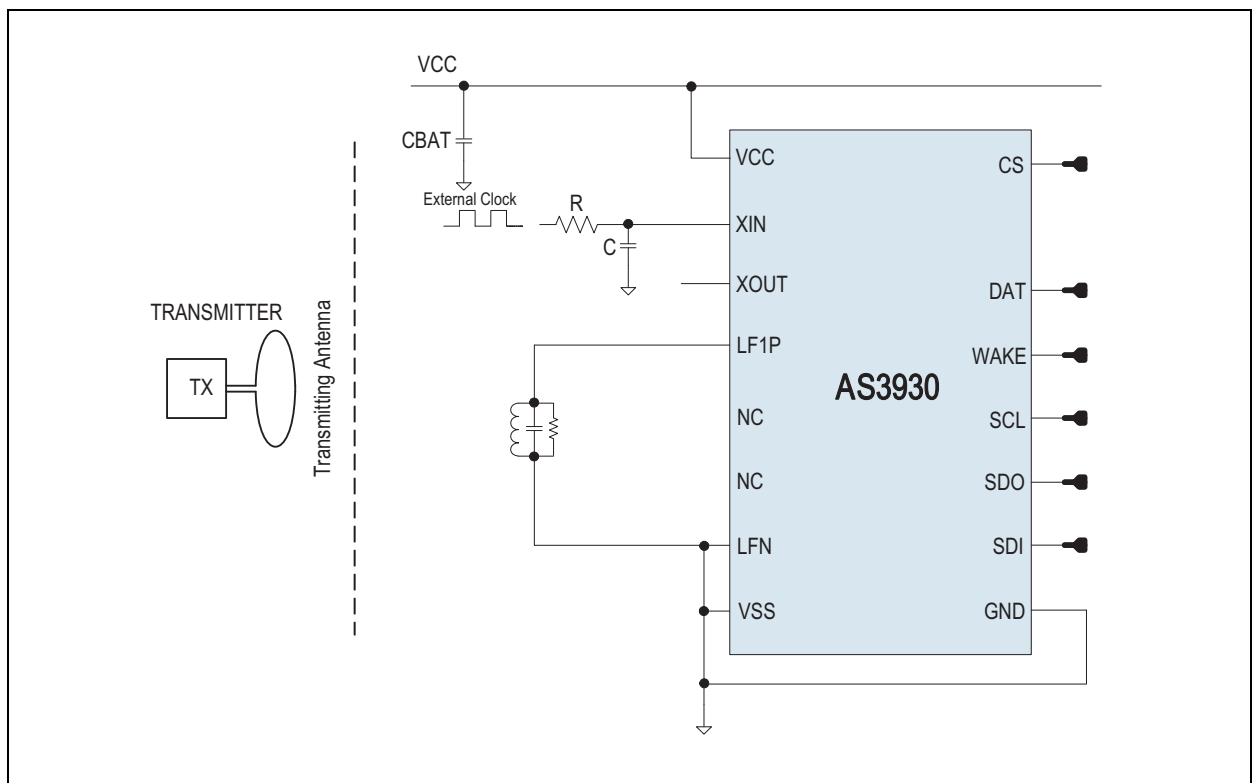 VCC
CBAT
External Clock
R
C
TRANSMITTER
TX
Transmitting Antenna
VCC
XIN
XOUT
LF1P
NC
NC
LFN
VSS
AS3930
CS
DAT
WAKE
SCL
SDO
SDI
GND